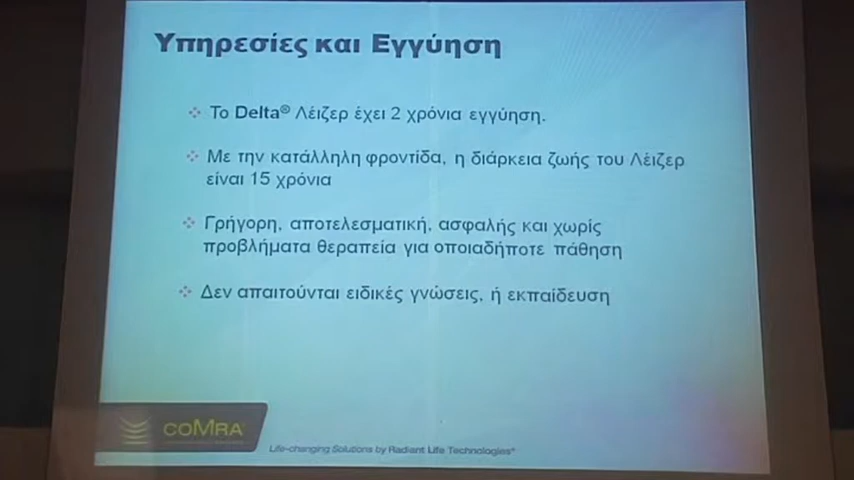 Υπηρεσίες και Εγγύηση
Το Delta® Λέιζερ έχει 2 χρόνια εγγύηση.
Με την κατάλληλη φροντίδα, η διάρκεια ζωής του Λέιζερ
είναι 15 χρόνια
Γρήγορη, αποτελεσματική, ασφαλής και χωρίς
προβλήματα θεραπεία για οποιαδήποτε πάθηση
Δεν απαιτούνται ειδικές γνώσεις, ή εκπαίδευση
COMRA
Life-changing Solutions by Radiant Life Technologies®